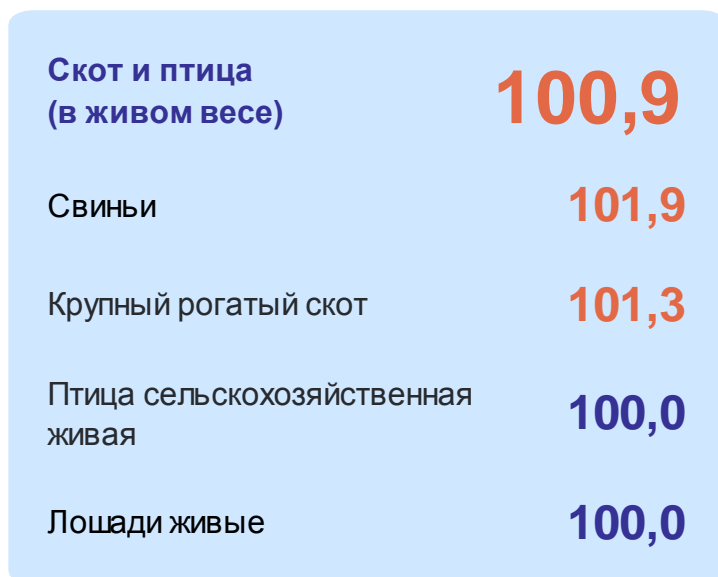 Скот и птица
(в живом весе)
100,9
Свиньи
101,9
Крупный рогатый скот
101,3
Птица сельскохозяйственная
живая
100,0
Лошади живые
100,0